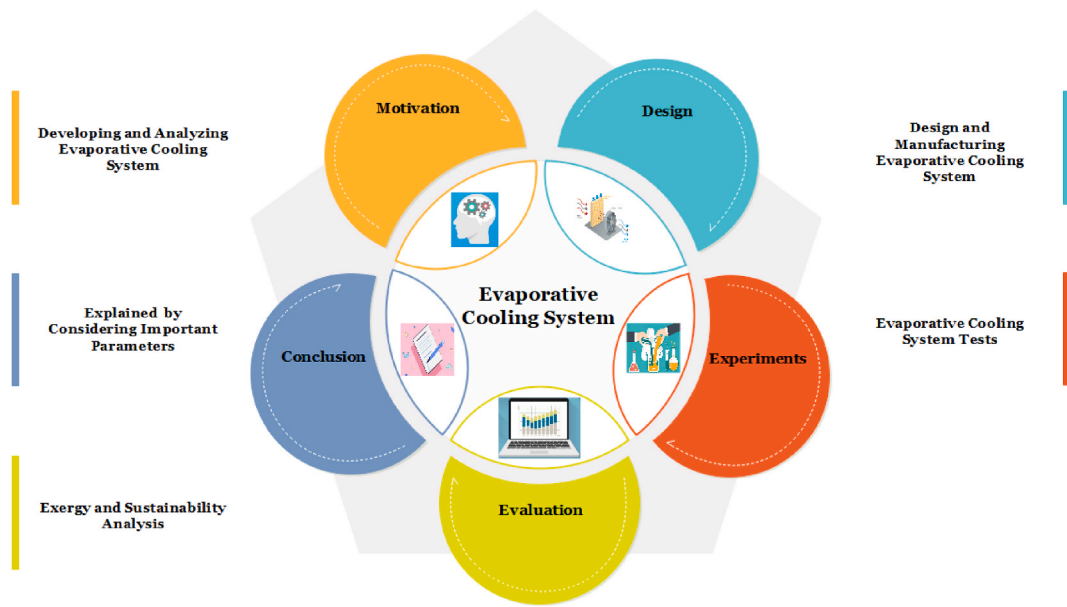 Motivation
Design
Developing and Analyzing
Evaporative Cooling
System
Design and
Manufacturing
Evaporative Cooling
System
Evaporative
Cooling System
Explained by
Considering Important
Parameters
Conclusion
Experiments
Evaporative Cooling
System Tests
Exergy and Sustainability
Analysis
Evaluation